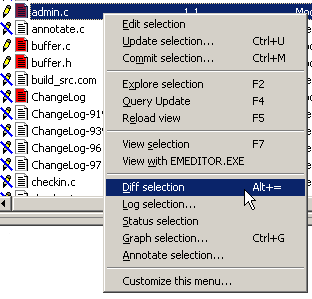 admin.c 1.1 Mod
annotate.c
buffer.c
buffer.h
build_src.com
ChangeLog
ChangeLog-91
ChangeLog-93
ChangeLog-96
ChangeLog-97
checkin.c
Edit selection
Update selection... Ctrl+U
Commit selection... Ctrl+M
Explore selection F2
Query Update F4
Reload view F5
View selection F7
View with EMEDITOR.EXE
Diff selection Alt+=
Log selection...
Status selection
Graph selection... Ctrl+G
Annotate selection...
Customize this menu...